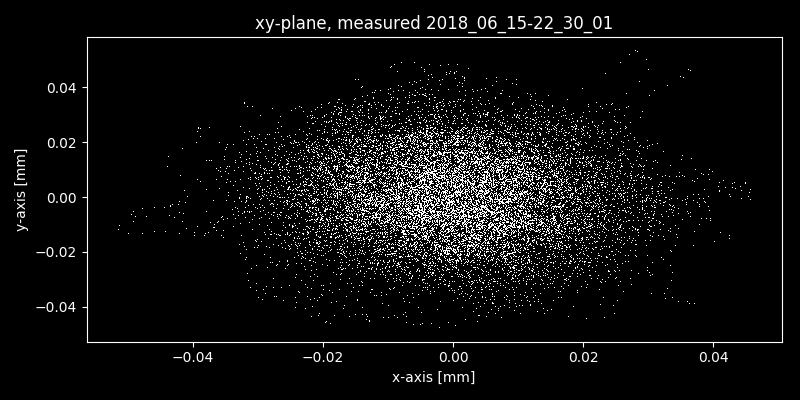 xy-plane, measured 2018_06_15-22_30_01
y-axis [mm]
0.04
0.02
0.00
−0.02
−0.04
−0.04 −0.02 0.00 0.02 0.04
x-axis [mm]